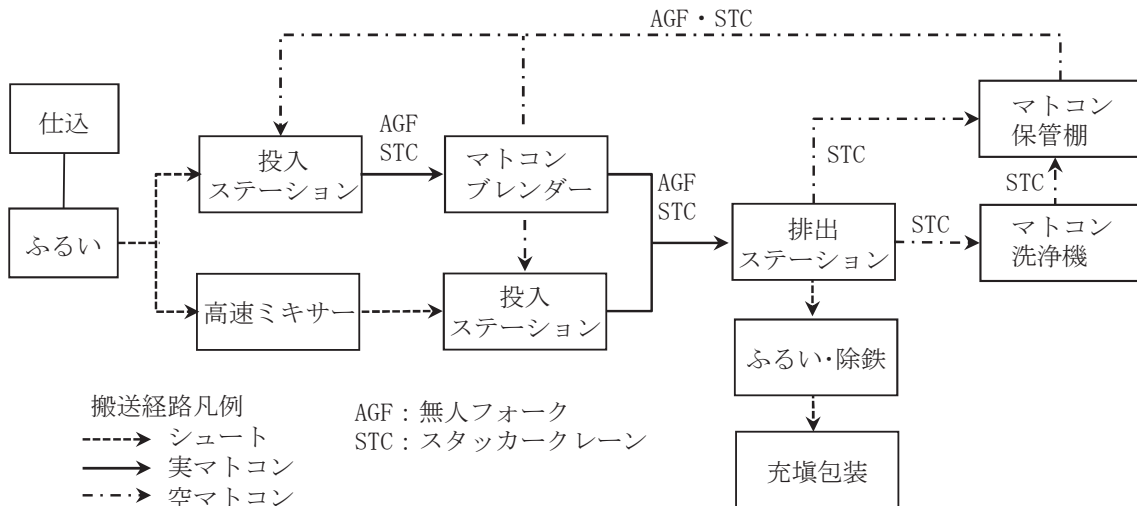 AGF・STC
仕込
ふるい
投入
ステーション
AGF
STC
マトコン
ブレンダー
高速ミキサー
投入
ステーション
AGF
STC
排出
ステーション
STC
STC
マトコン
保管棚
STC
マトコン
洗浄機
ふるい・除鉄
充塡包装
搬送経路凡例
シュート
実マトコン
空マトコン
AGF：無人フォーク
STC：スタッカークレーン